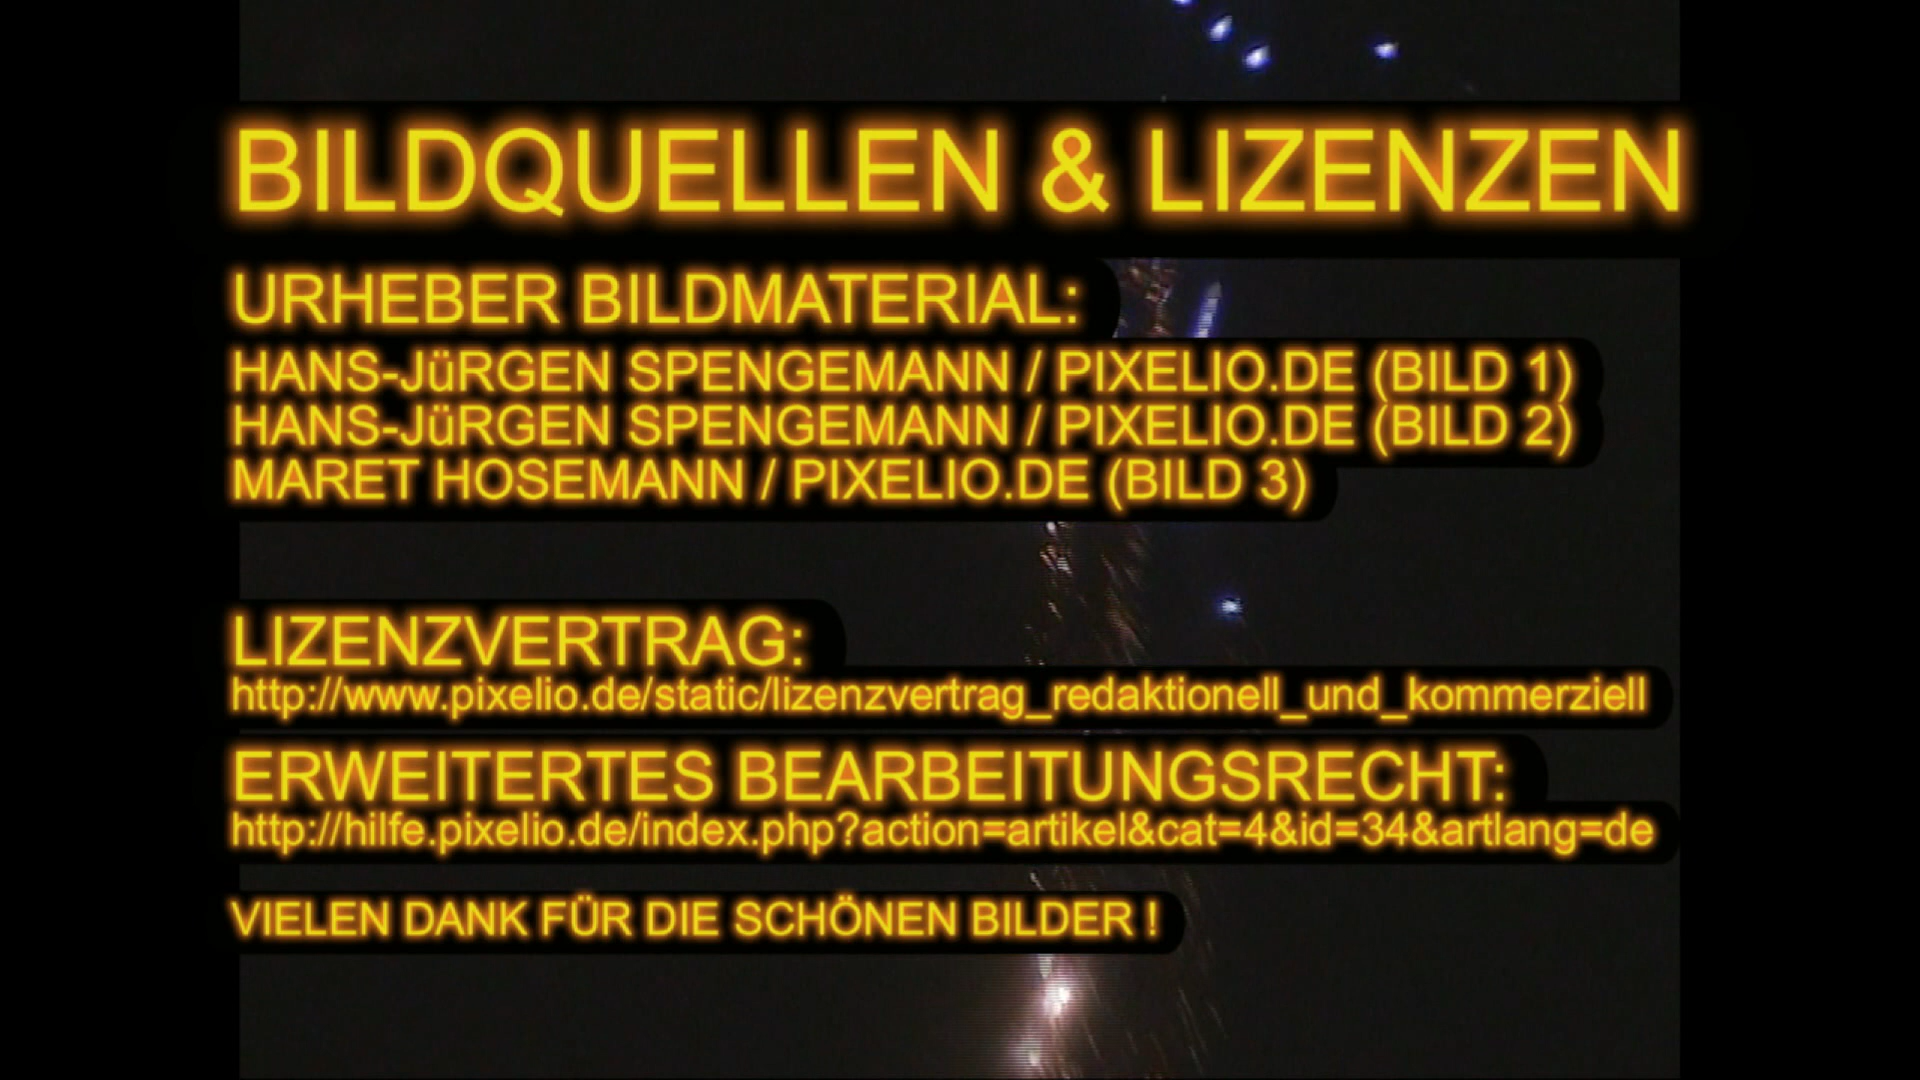 BILDQUELLEN & LIZENZEN
URHEBER BILDMATERIAL:
HANS-JüRGEN SPENGEMANN / PIXELIO.DE (BILD 1)
HANS-JüRGEN SPENGEMANN / PIXELIO.DE (BILD 2)
MARET HOSEMANN / PIXELIO.DE (BILD 3)
LIZENZVERTRAG:
http://www.pixelio.de/static/lizenzvertrag_redaktionell_und_kommerziell
ERWEITERTES BEARBEITUNGSRECHT:
http://hilfe.pixelio.de/index.php?action=artikel&cat=4&id=34&artlang=de
VIELEN DANK FÜR DIE SCHÖNEN BILDER !